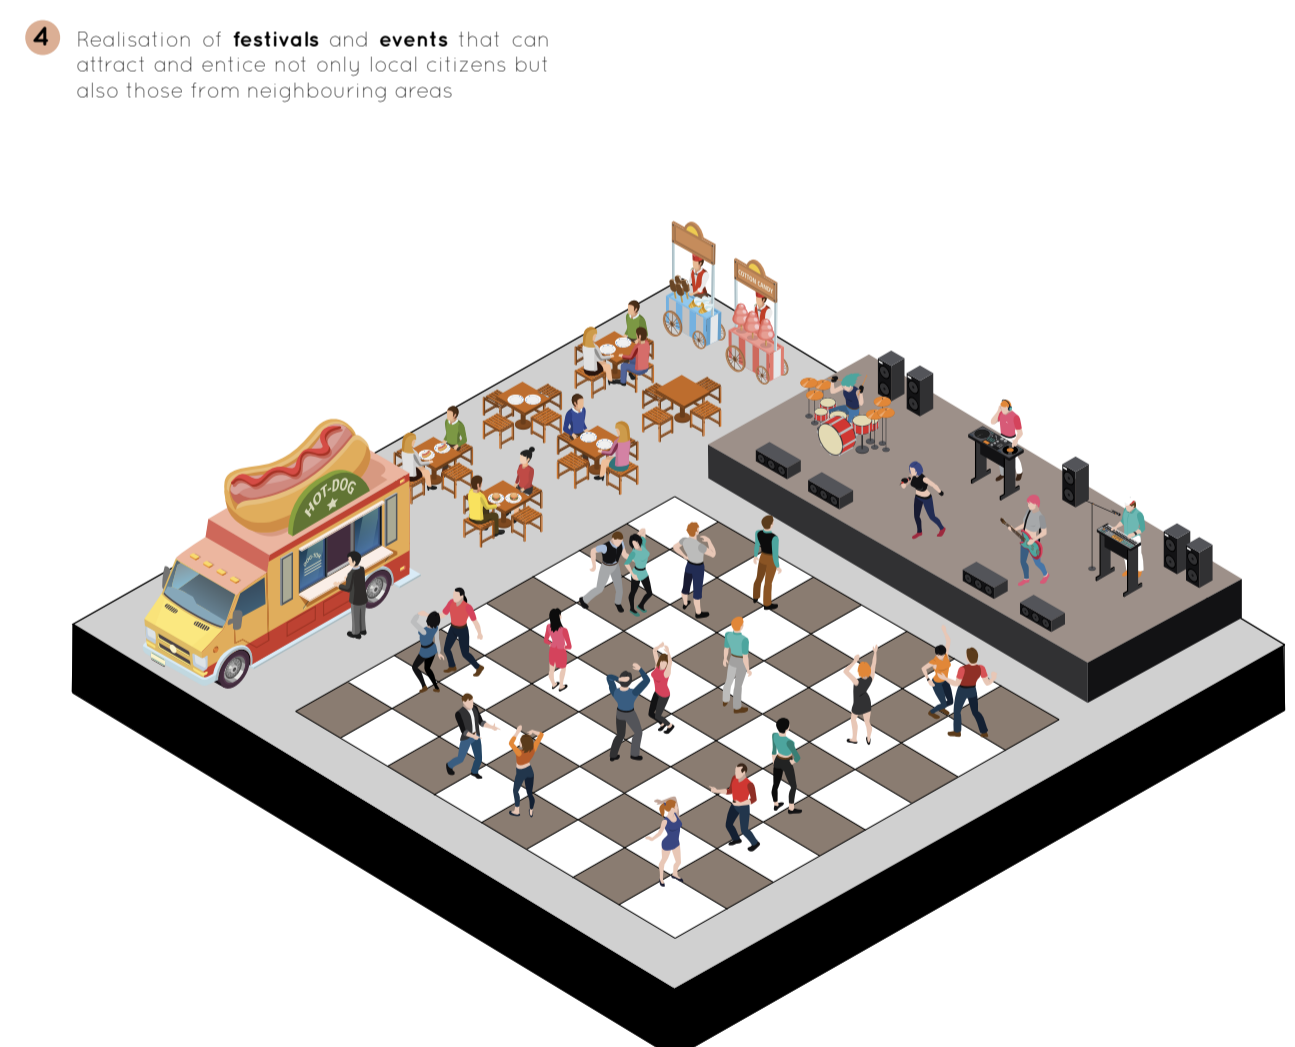 4
Realisation of festivals and events that can
attract and entice not only local citizens but
also those from neighbouring areas
COTTON CANDY
HOT-DOG